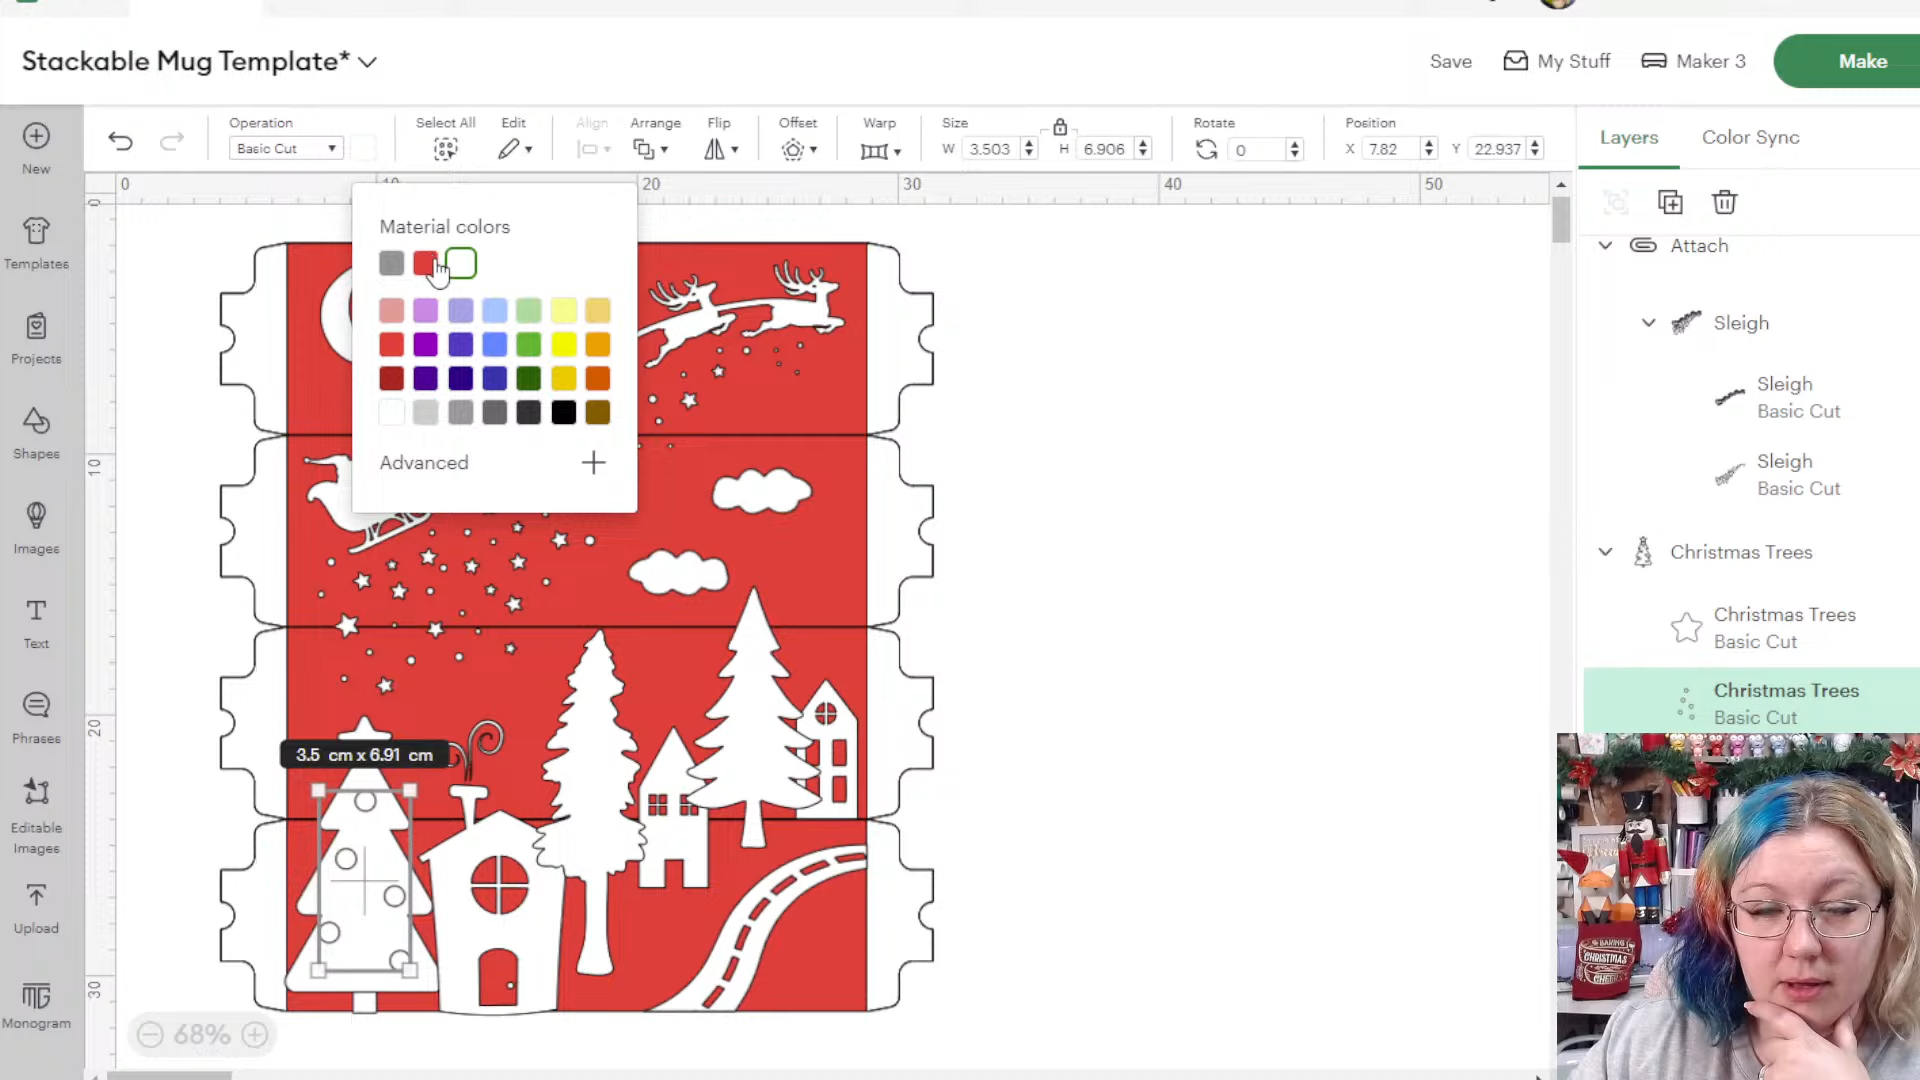 Stackable Mug Template*
Save
My Stuff
Maker 3
Make
Operation
Basic Cut
Select All
Edit
Align
Arrange
Flip
Offset
Warp
Size
W 3.503
H 6.906
Rotate
0
Position
X 7.82
Y 22.937
Layers
Color Sync
New
Templates
Projects
Shapes
Images
Text
Phrases
Editable
Images
Upload
Monogram
0
20
30
40
50
0
10
20
30
Material colors
Advanced
3.5 cm x 6.91 cm
68%
Attach
Sleigh
Sleigh
Basic Cut
Sleigh
Basic Cut
Christmas Trees
Christmas Trees
Basic Cut
Christmas Trees
Basic Cut
BARING
CHRISTMAS
CHEERS